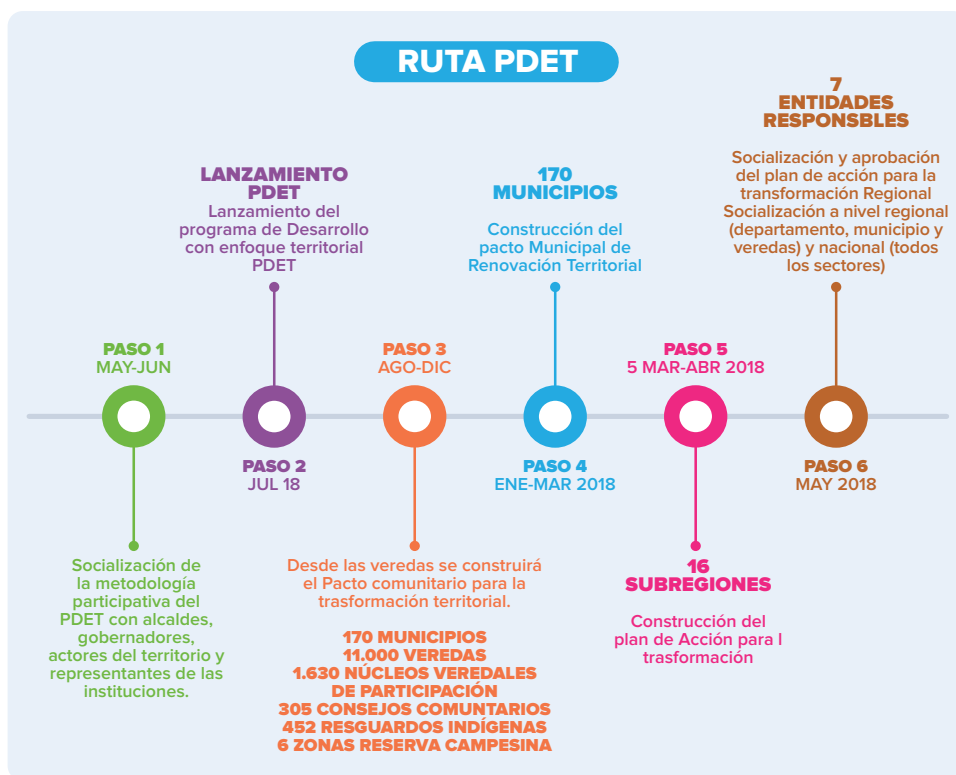 RUTA PDET
PASO 1
MAY-JUN
Socialización de
la metodología
participativa del
PDET con alcaldes,
gobernadores,
actores del territorio y
representantes de las
instituciones.
LANZAMIENTO
PDET
Lanzamiento del
programa de Desarrollo
con enfoque territorial
PDET
PASO 2
JUL 18
PASO 3
AGO-DIC
Desde las veredas se construirá
el Pacto comunitario para la
trasformación territorial.
170 MUNICIPIOS
11.000 VEREDAS
1.630 NÚCLEOS VEREDALES
DE PARTICIPACIÓN
305 CONSEJOS COMUNTARIOS
452 RESGUARDOS INDÍGENAS
6 ZONAS RESERVA CAMPESINA
170
MUNICIPIOS
Construcción del
pacto Municipal de
Renovación Territorial
PASO 4
ENE-MAR 2018
PASO 5
5 MAR-ABR 2018
16
SUBREGIONES
Construcción del
plan de Acción para l
trasformación
7
ENTIDADES
RESPONSBLES
Socialización y aprobación
del plan de acción para la
transformación Regional
Socialización a nivel regional
(departamento, municipio y
veredas) y nacional (todos
los sectores)
PASO 6
MAY 2018